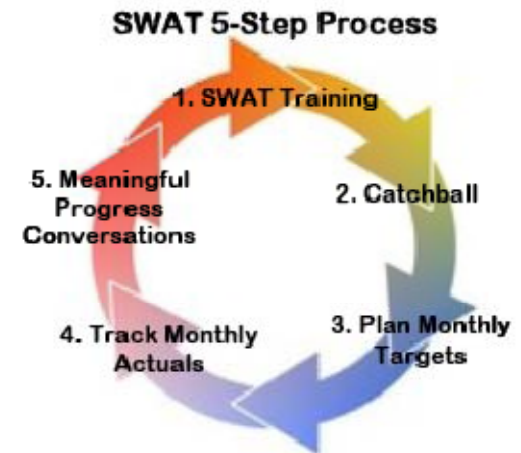 SWAT 5-Step Process
1. SWAT Training
2. Catchball
3. Plan Monthly
Targets
4. Track Monthly
Actuals
5. Meaningful
Progress
Conversations